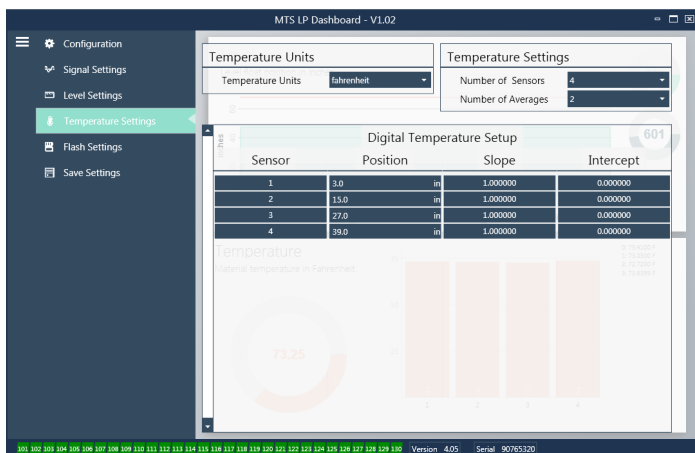 MTS LP Dashboard - V1.02
Configuration
Signal Settings
Level Settings
Temperature Settings
Flash Settings
Save Settings
Temperature Units
Temperature Units fahrenheit
Temperature Settings
Number of Sensors 4
Number of Averages 2
601
Digital Temperature Setup
Sensor Position Slope Intercept
1 3.0 in 1.000000 0.000000
2 15.0 in 1.000000 0.000000
3 27.0 in 1.000000 0.000000
4 39.0 in 1.000000 0.000000
Temperature
Material temperature in Fahrenheit
73.25
1 2 3 4
101 102 103 104 105 106 107 108 109 110 111 112 113 114 115 116 117 118 119 120 121 122 123 124 125 126 127 128 129 130 Version 4.05 Serial 90765320